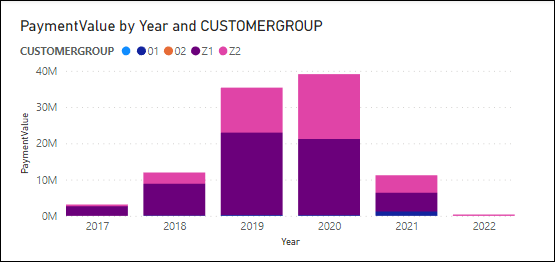 PaymentValue by Year and CUSTOMERGROUP
CUSTOMERGROUP 01 02 Z1 Z2
40M
30M
20M
10M
0M
PaymentValue
2017 2018 2019 2020 2021 2022
Year